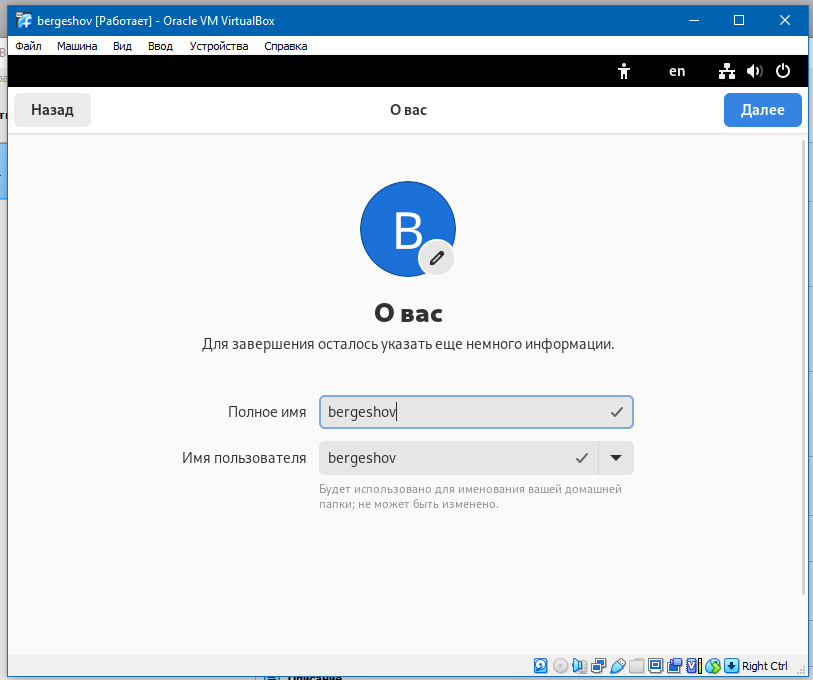 bergeshov [Работает] - Oracle VM VirtualBox
Файл Машина Вид Ввод Устройства Справка
en
Назад О вас Далее
B
О вас
Для завершения осталось указать еще немного информации.
Полное имя bergeshov
Имя пользователя bergeshov
Будет использовано для именования вашей домашней
папки; не может быть изменено.
Right Ctrl
Описание